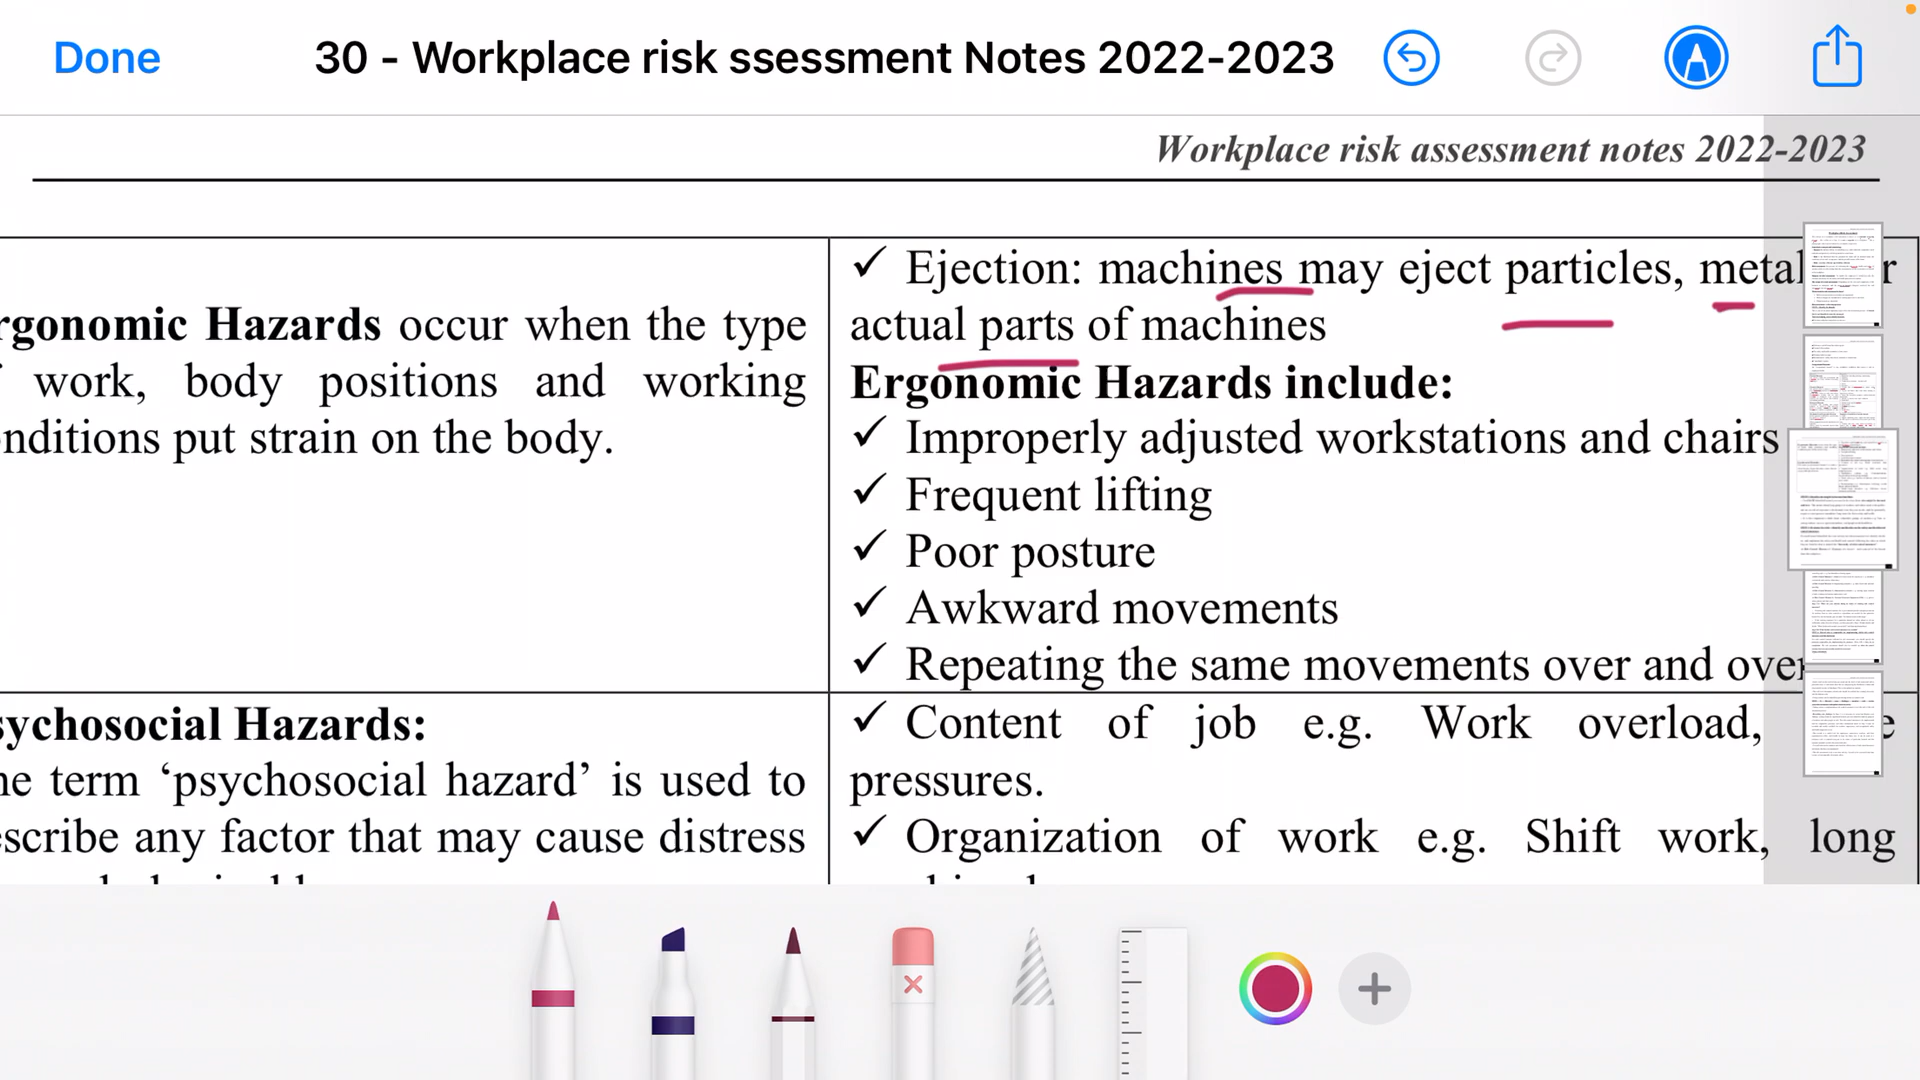 Done
30 - Workplace risk ssessment Notes 2022-2023
Workplace risk assessment notes 2022-2023
✓ Ejection: machines may eject particles, metal
actual parts of machines
rgonomic Hazards occur when the type
work, body positions and working
nditions put strain on the body.
Ergonomic Hazards include:
✓ Improperly adjusted workstations and chairs
✓ Frequent lifting
✓ Poor posture
✓ Awkward movements
✓ Repeating the same movements over and over
sychosocial Hazards:
he term ‘psychosocial hazard’ is used to
escribe any factor that may cause distress
✓ Content of job e.g. Work overload,
pressures.
✓ Organization of work e.g. Shift work, long